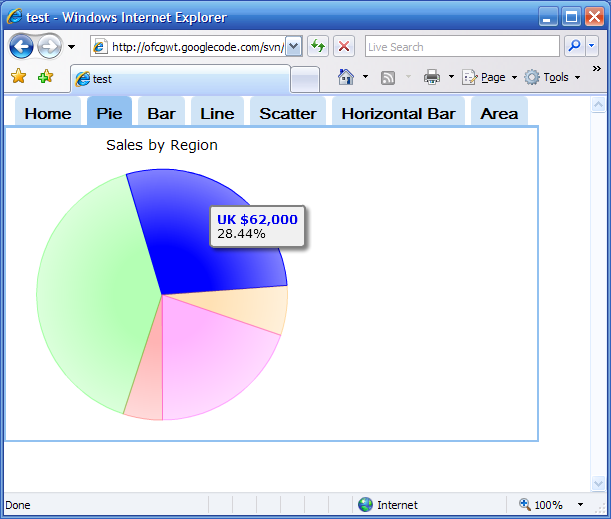 test - Windows Internet Explorer
http://ofcgwt.googlecode.com/svn/
Live Search
test
Page
Tools
Home Pie Bar Line Scatter Horizontal Bar Area
Sales by Region
UK $62,000
28.44%
Done
Internet
100%